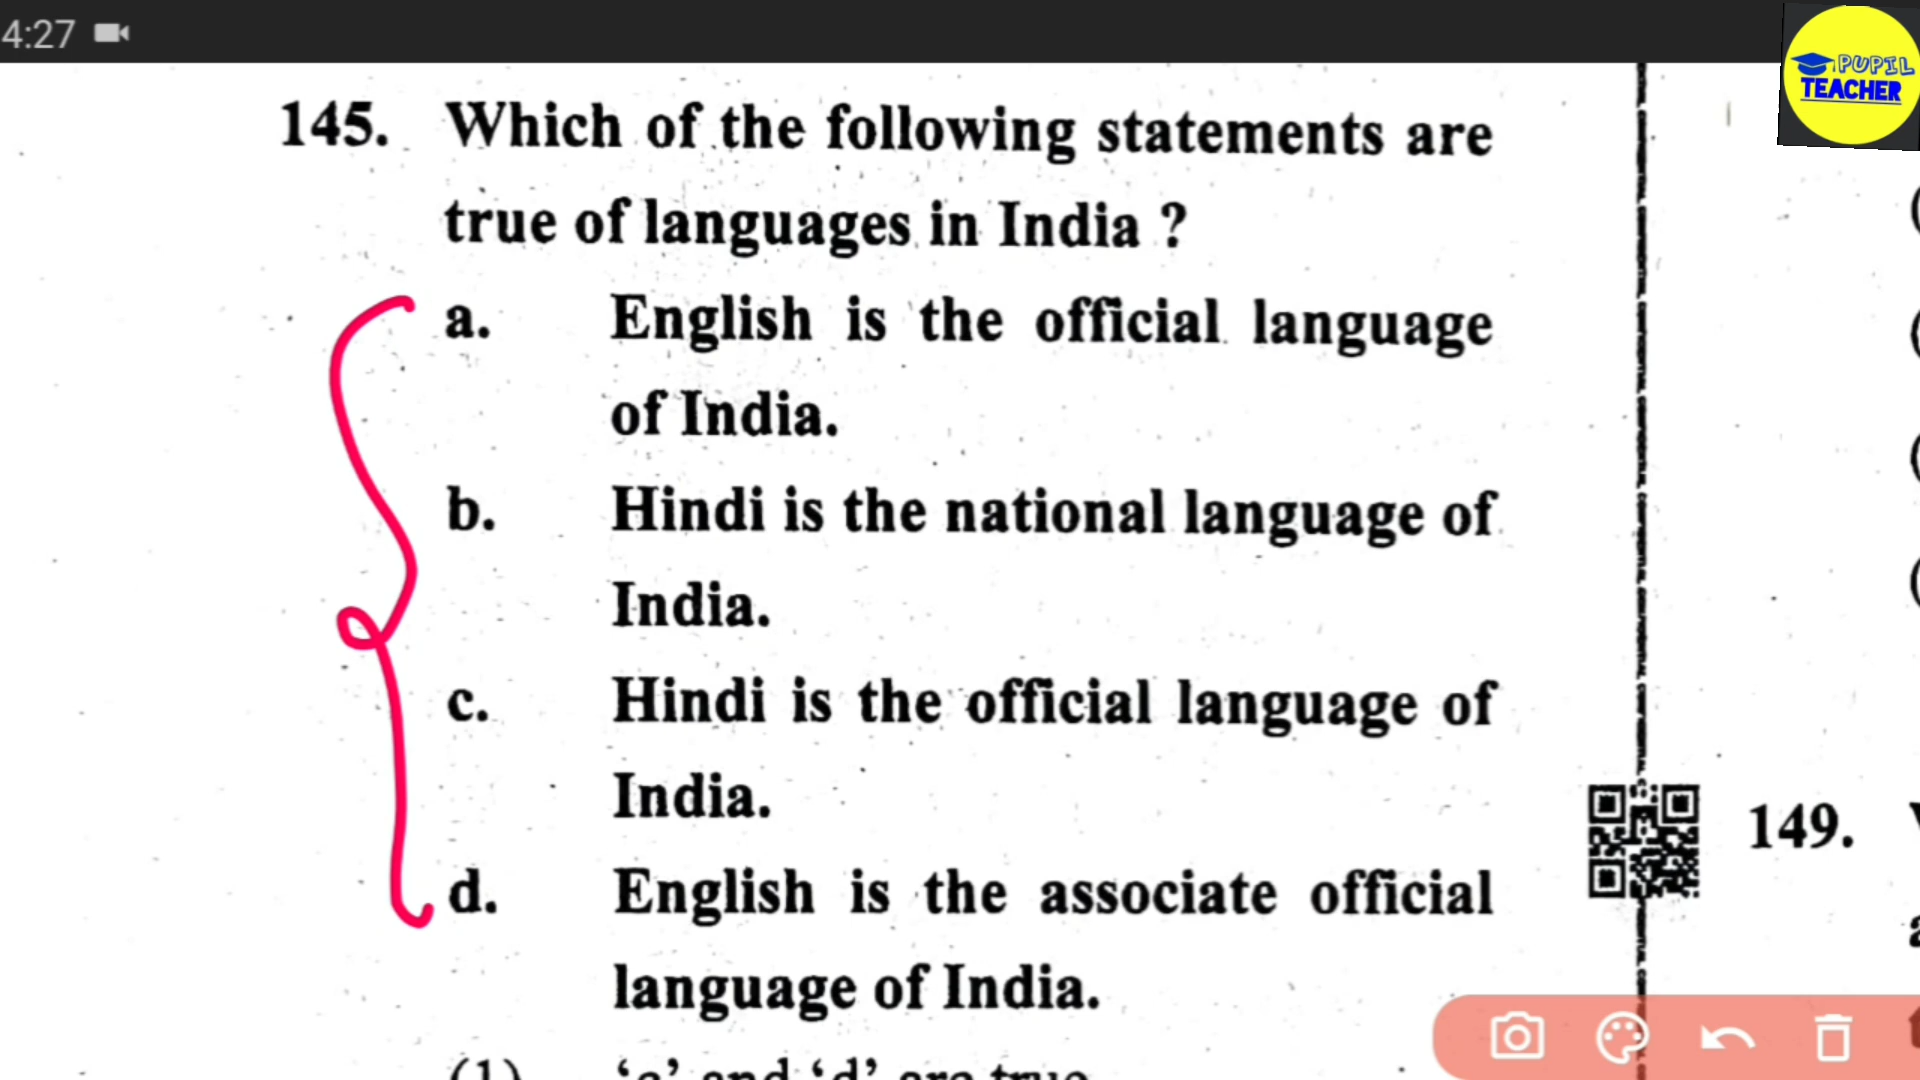 4:27
PUPIL
TEACHER
145. Which of the following statements are
true of languages in India ?
a. English is the official language
of India.
b. Hindi is the national language of
India.
c. Hindi is the official language of
India.
d. English is the associate official
language of India.
149.